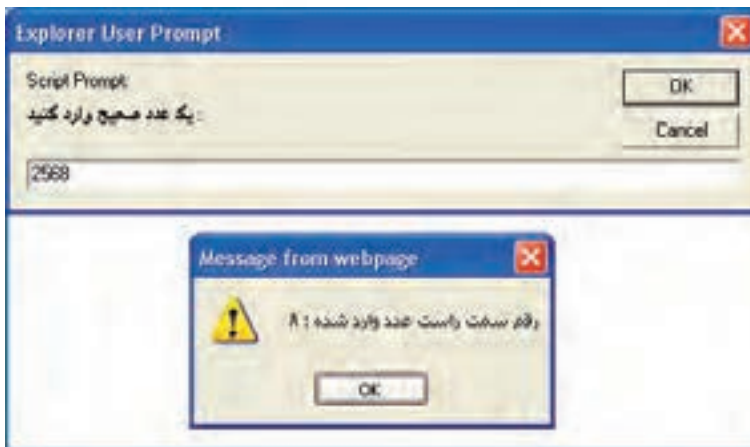 Explorer User Prompt
Script Prompt:
یک عدد صحیح وارد کنید :
OK
Cancel
2568
Message from webpage
رقم سمت راست عدد وارد شده : ۸
OK